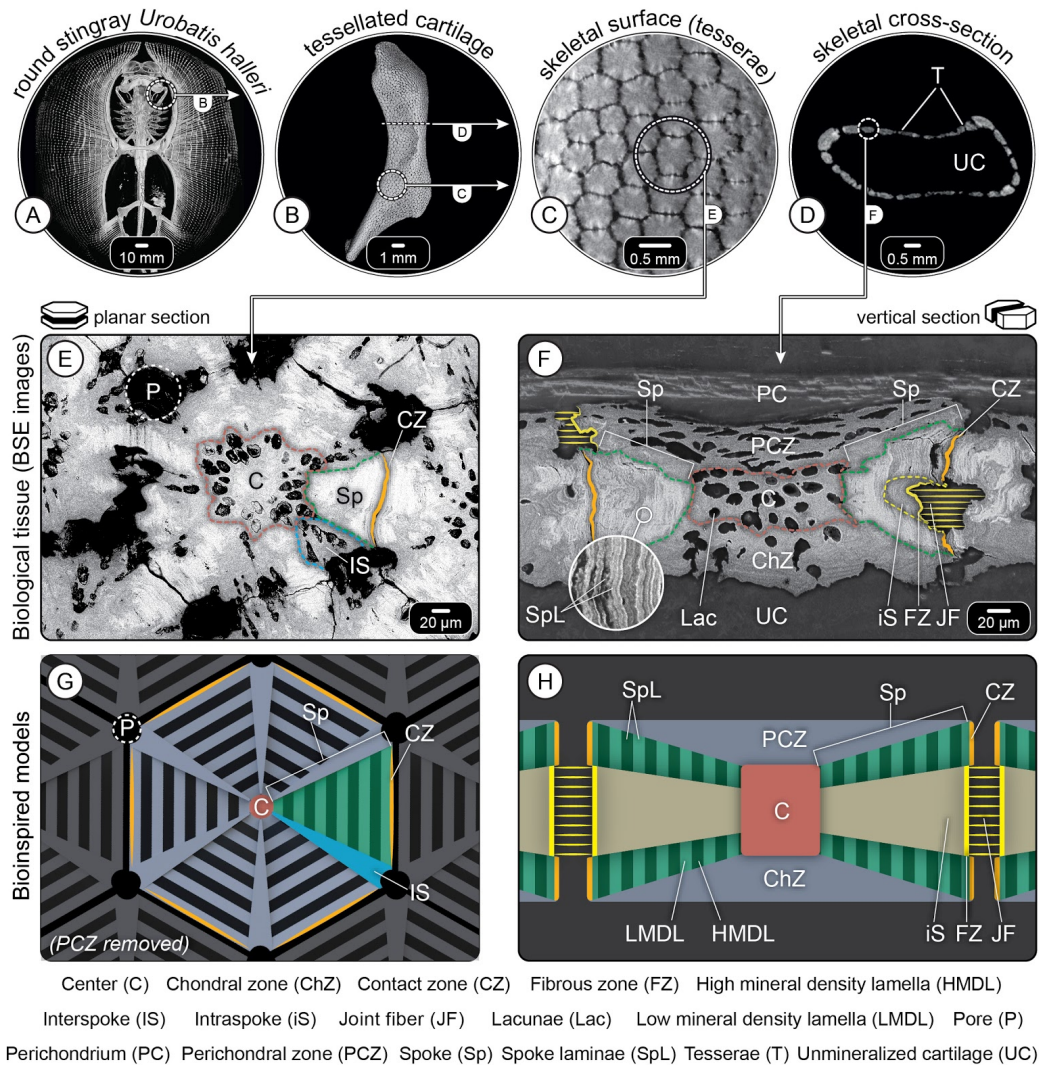 round stingray Urobatis halleri
tessellated cartilage
skeletal surface (tesserae)
skeletal cross-section
B
D
C
E
T
UC
F
A
10 mm
B
1 mm
C
0.5 mm
D
0.5 mm
planar section
vertical section
Biological tissue (BSE images)
E
P
CZ
C
Sp
IS
20 µm
F
Sp
PC
Sp
CZ
PCZ
C
ChZ
SpL
Lac
UC
iS FZ JF
20 µm
Bioinspired models
G
P
Sp
CZ
C
IS
(PCZ removed)
H
SpL
Sp
CZ
PCZ
C
ChZ
LMDL
HMDL
iS FZ JF
Center (C) Chondral zone (ChZ) Contact zone (CZ) Fibrous zone (FZ) High mineral density lamella (HMDL)
Interspoke (IS) Intraspoke (iS) Joint fiber (JF) Lacunae (Lac) Low mineral density lamella (LMDL) Pore (P)
Perichondrium (PC) Perichondral zone (PCZ) Spoke (Sp) Spoke laminae (SpL) Tesserae (T) Unmineralized cartilage (UC)